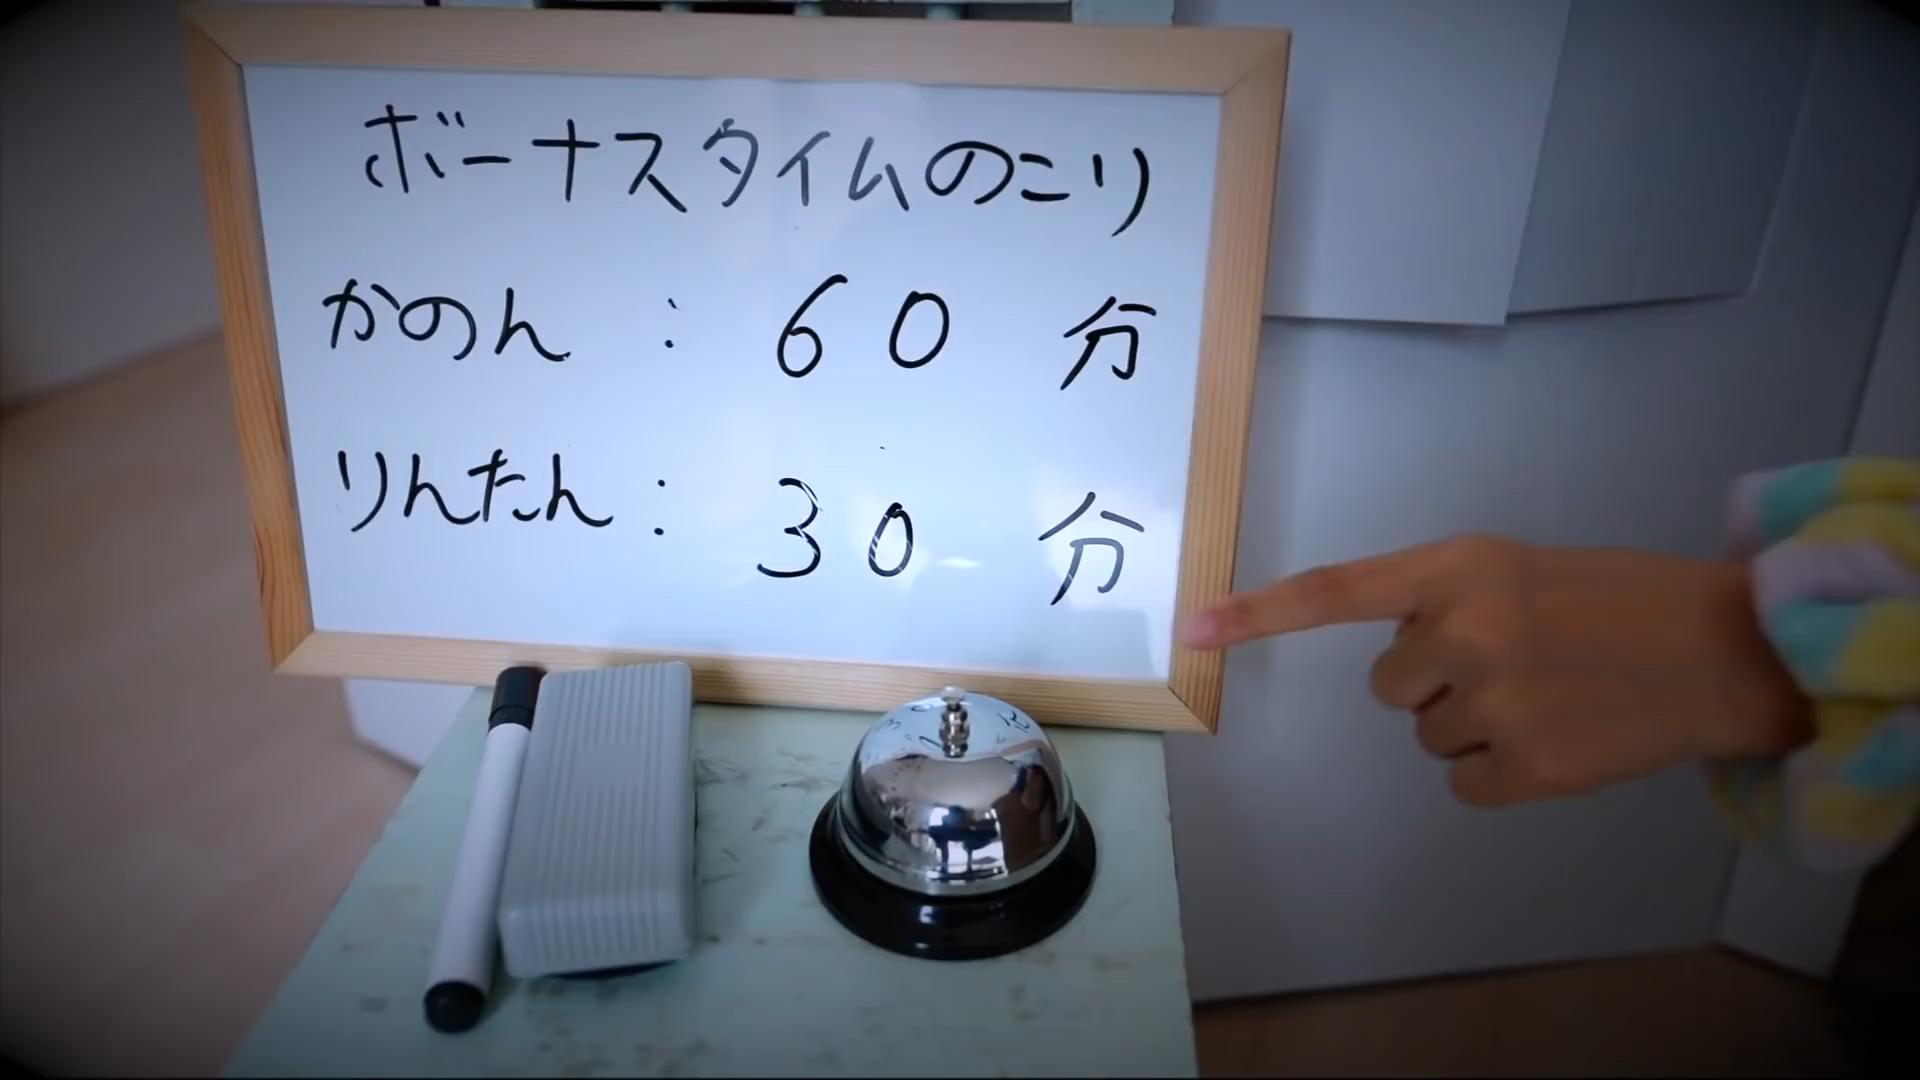 ボーナスタイムのこり
かのん : 60 分
りんたん : 30 分